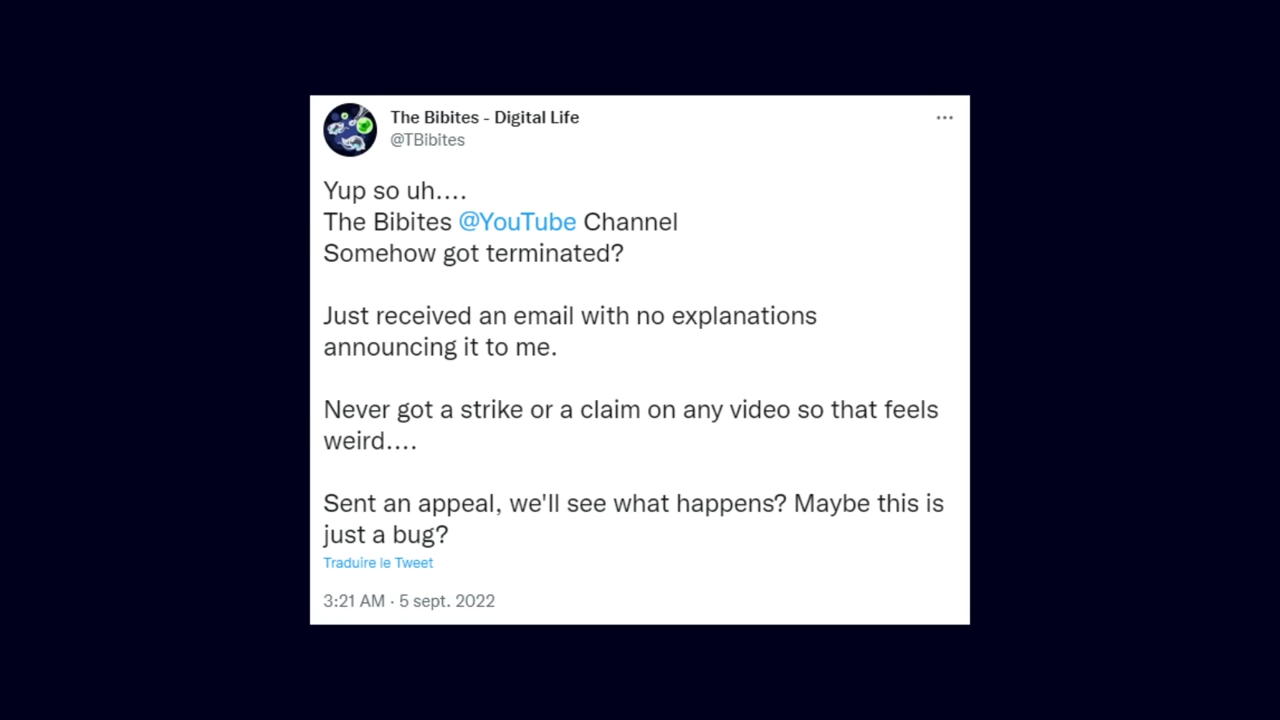 The Bibites - Digital Life
@TBibites
Yup so uh....
The Bibites @YouTube Channel
Somehow got terminated?
Just received an email with no explanations
announcing it to me.
Never got a strike or a claim on any video so that feels
weird....
Sent an appeal, we'll see what happens? Maybe this is
just a bug?
Traduire le Tweet
3:21 AM · 5 sept. 2022